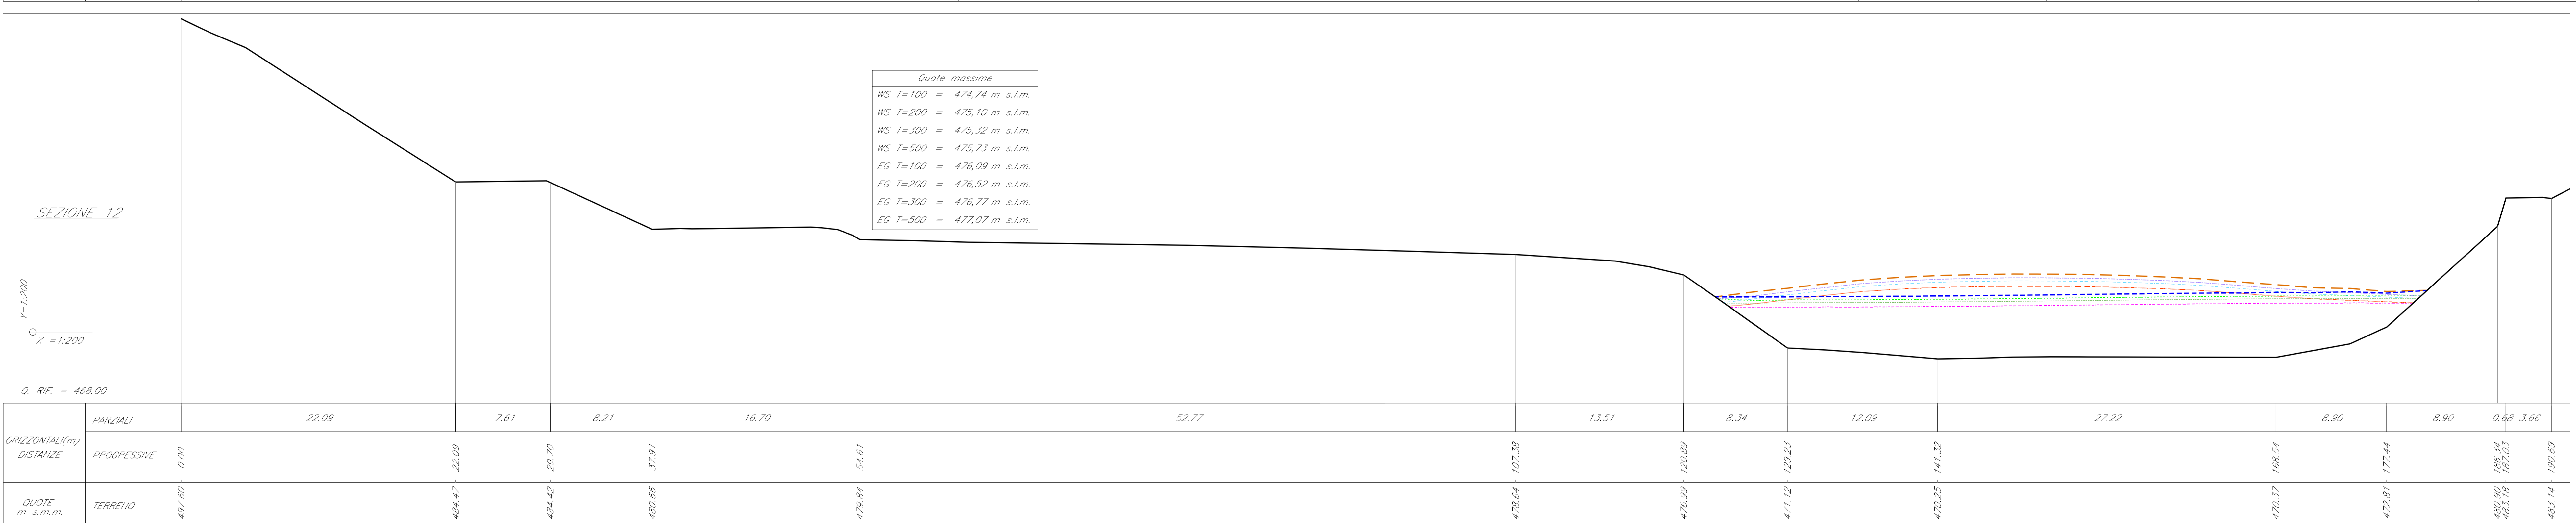 Quote massime
WS T=100 = 474,74 m s.l.m.
WS T=200 = 475,10 m s.l.m.
WS T=300 = 475,32 m s.l.m.
WS T=500 = 475,73 m s.l.m.
EG T=100 = 476,09 m s.l.m.
EG T=200 = 476,52 m s.l.m.
EG T=300 = 476,77 m s.l.m.
EG T=500 = 477,07 m s.l.m.
SEZIONE 12
Y=1:200
X =1:200
Q. RIF. = 468.00
PARZIALI 22.09 7.61 8.21 16.70 52.77 13.51 8.34 12.09 27.22 8.90 8.90 0.68 3.66
ORIZZONTALI(m)
DISTANZE
PROGRESSIVE 0.00 22.09 29.70 37.91 54.61 107.38 120.89 129.23 141.32 168.54 177.44 186.34 187.03 190.69
QUOTE
m s.m.m.
TERRENO 497.60 484.47 484.42 480.66 479.84 478.64 476.99 471.12 470.25 470.37 472.81 480.90 483.18 483.14